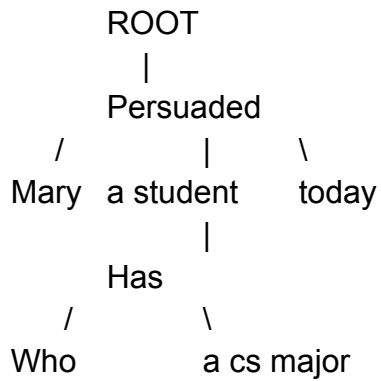 ROOT
|
Persuaded
/ | \
Mary a student today
|
Has
/ \
Who a cs major